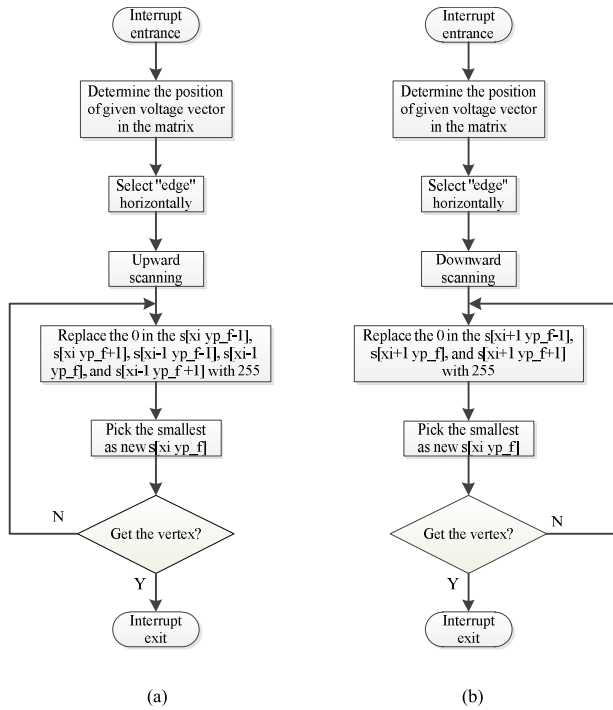 Interrupt
entrance
Determine the position
of given voltage vector
in the matrix
Select "edge"
horizontally
Upward
scanning
Replace the 0 in the s[xi yp_f-1],
s[xi yp_f+1], s[xi-1 yp_f-1], s[xi-1
yp_f], and s[xi-1 yp_f +1] with 255
Pick the smallest
as new s[xi yp_f]
Get the vertex?
N
Y
Interrupt
exit
(a)
Interrupt
entrance
Determine the position
of given voltage vector
in the matrix
Select "edge"
horizontally
Downward
scanning
Replace the 0 in the s[xi+1 yp_f-1],
s[xi+1 yp_f], and s[xi+1 yp_f+1]
with 255
Pick the smallest
as new s[xi yp_f]
Get the vertex?
N
Y
Interrupt
exit
(b)